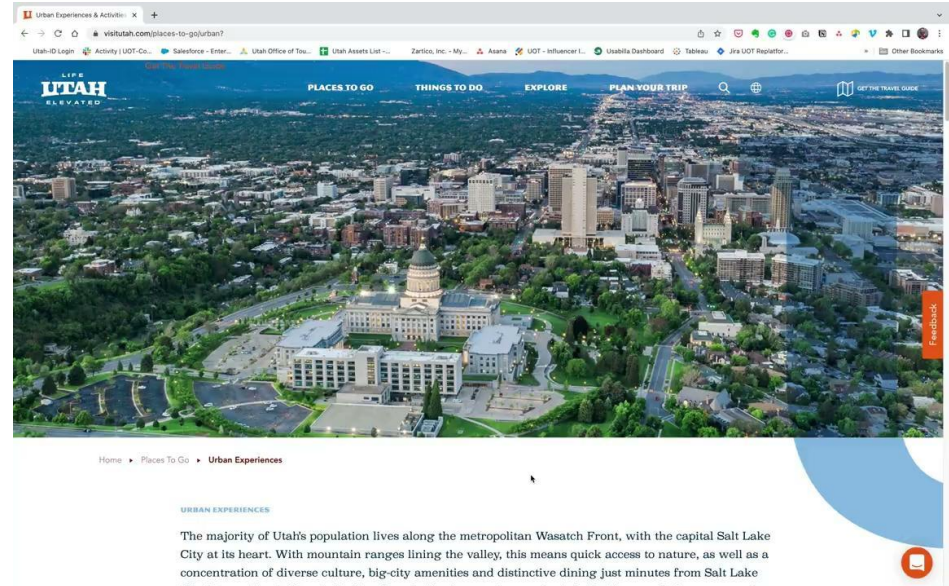 Urban Experiences & Activitie
visitutah.com/places-to-go/urban?
Utah-ID Login
Activity | UOT-Co...
Salesforce - Enter...
Utah Office of Tou...
Utah Assets List -...
Zartico, Inc. - My...
Asana
UOT - Influencer I...
Usabilla Dashboard
Tableau
Jira UOT Replatfor...
»
Other Bookmarks
Get The Travel Guide
LIFE
UTAH
ELEVATED
PLACES TO GO
THINGS TO DO
EXPLORE
PLAN YOUR TRIP
GET THE TRAVEL GUIDE
Feedback
Home ▸ Places To Go ▸ Urban Experiences
URBAN EXPERIENCES
The majority of Utah's population lives along the metropolitan Wasatch Front, with the capital Salt Lake
City at its heart. With mountain ranges lining the valley, this means quick access to nature, as well as a
concentration of diverse culture, big-city amenities and distinctive dining just minutes from Salt Lake